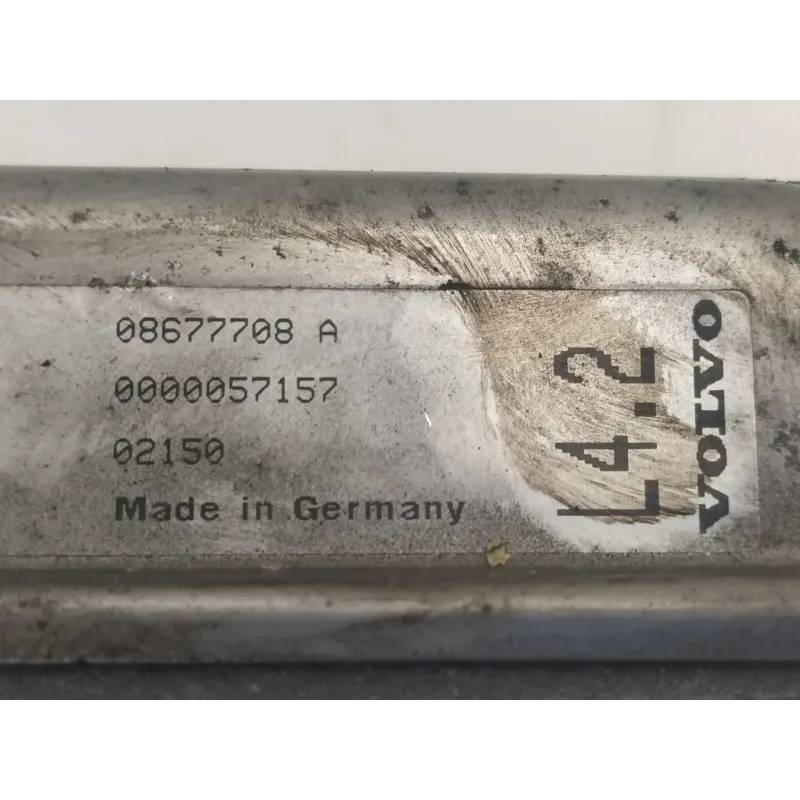 08677708 A
0000057157
02150
Made in Germany
L4.2
VOLVO